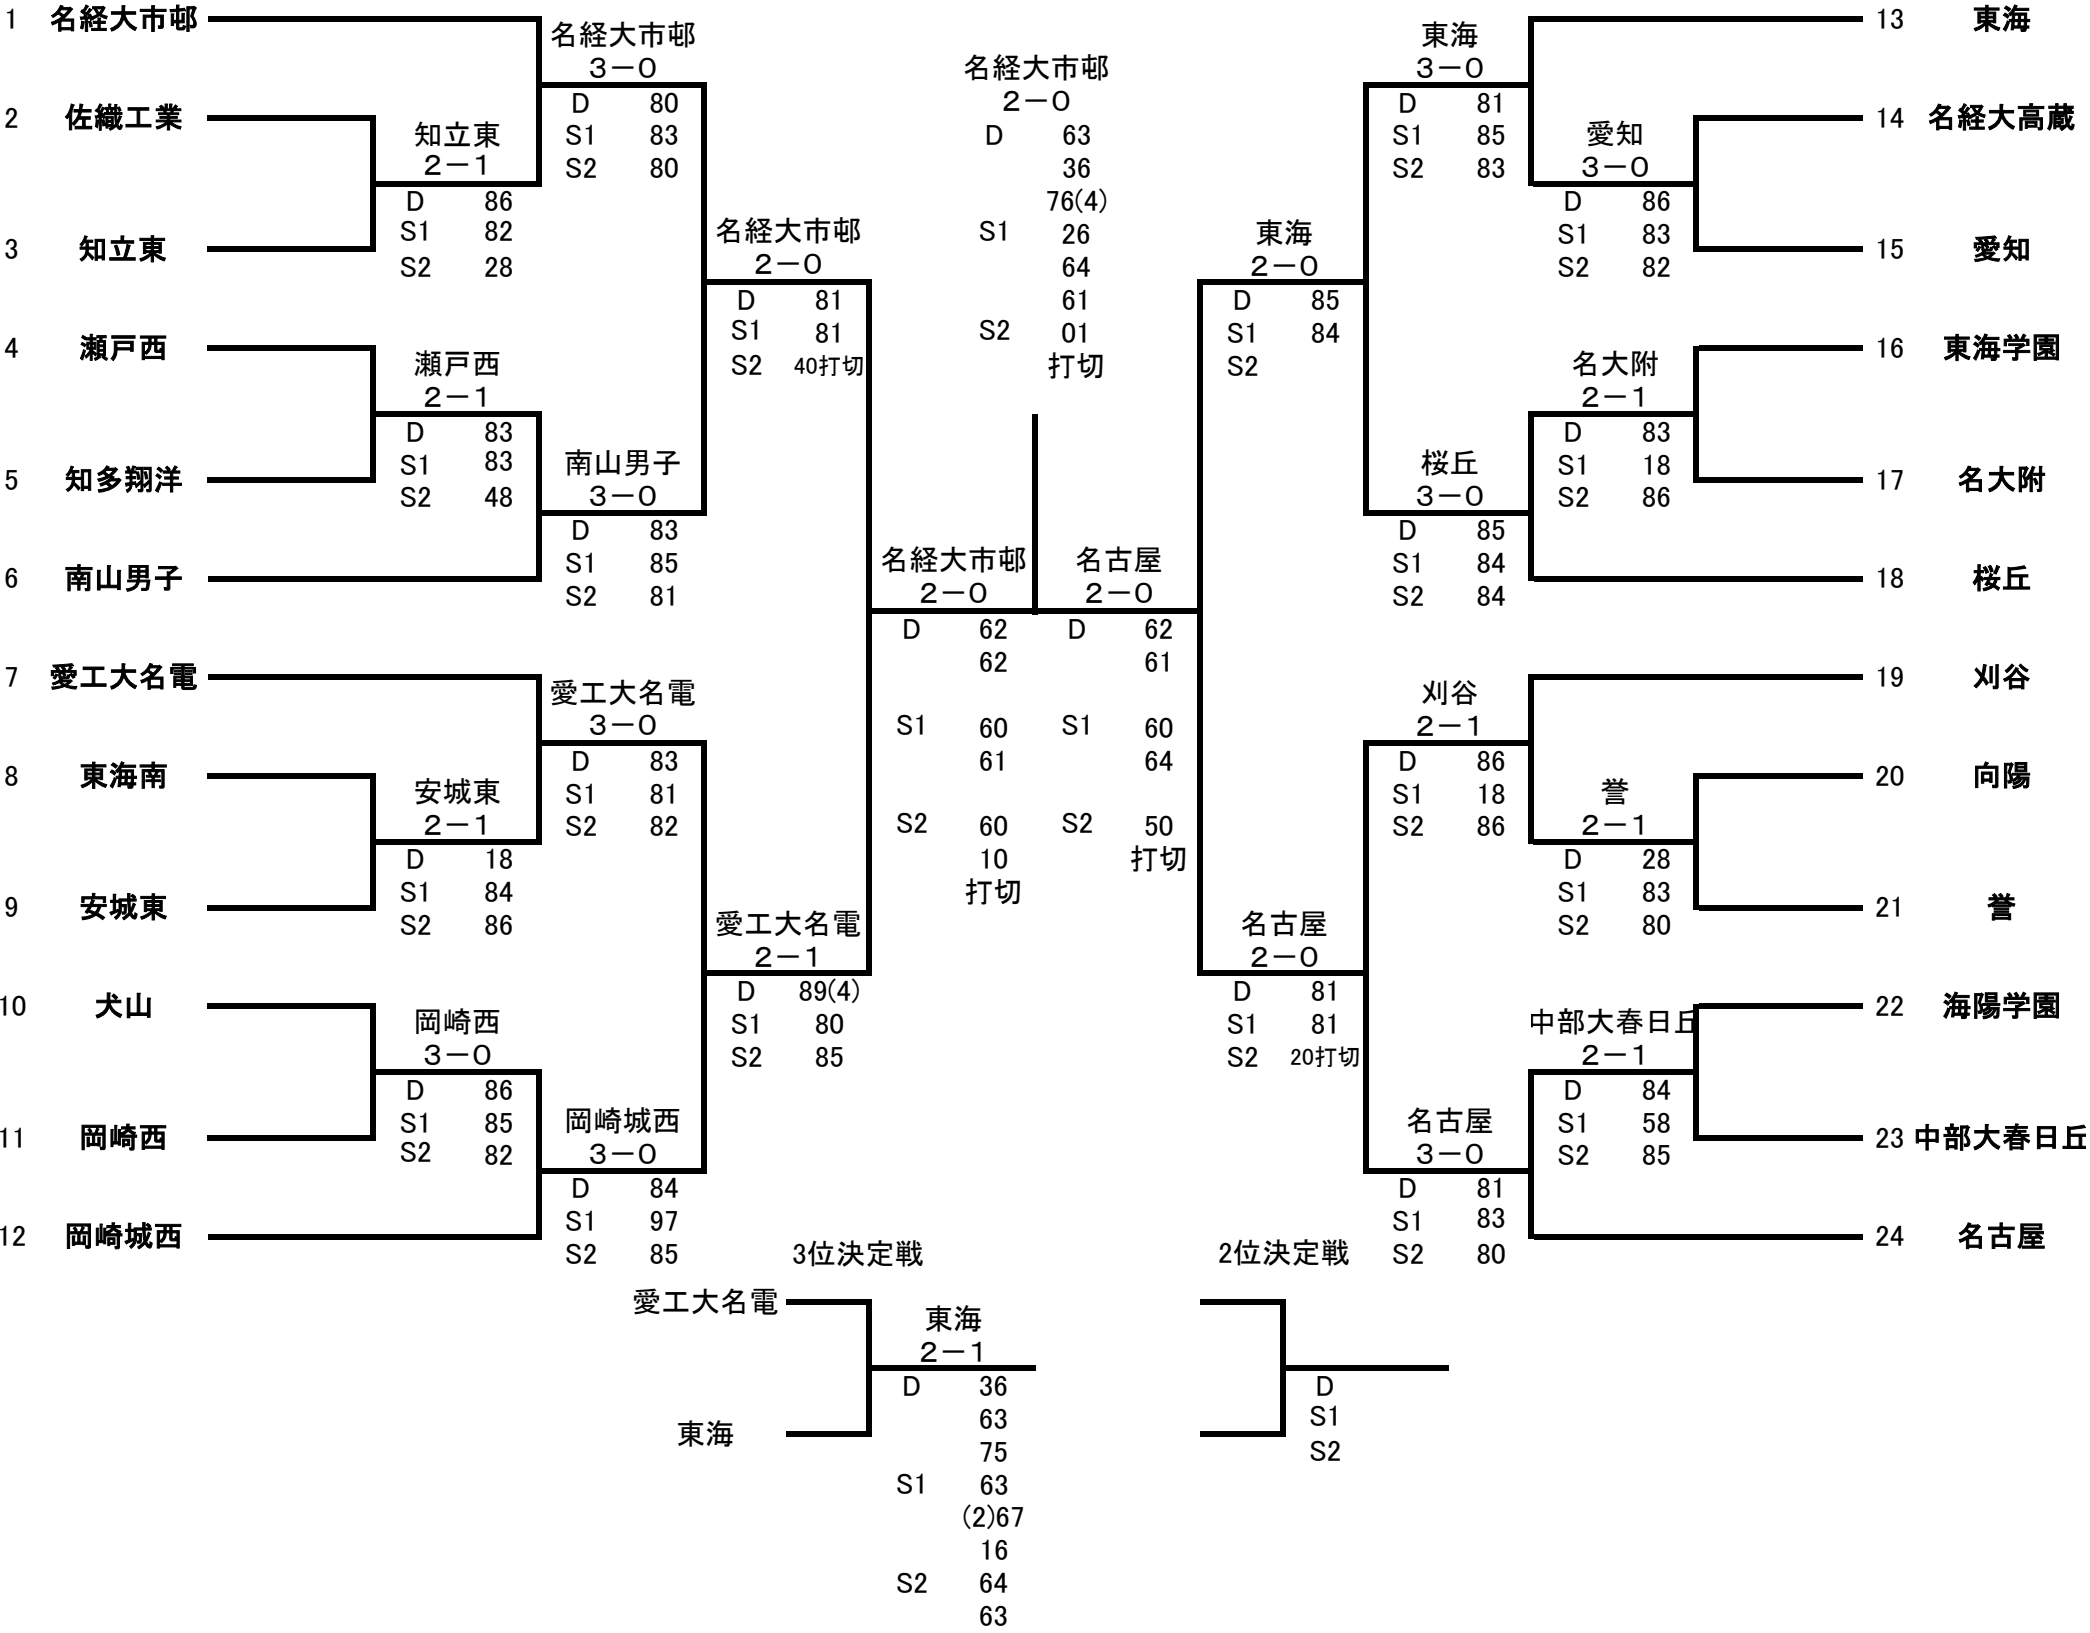 1 名経大市邨
2 佐織工業
3 知立東
4 瀬戸西
5 知多翔洋
6 南山男子
7 愛工大名電
8 東海南
9 安城東
10 犬山
11 岡崎西
12 岡崎城西
知立東
2－1
D 86
S1 82
S2 28
瀬戸西
2－1
D 83
S1 83
S2 48
安城東
2－1
D 18
S1 84
S2 86
岡崎西
3－0
D 86
S1 85
S2 82
名経大市邨
3－0
D 80
S1 83
S2 80
南山男子
3－0
D 83
S1 85
S2 81
愛工大名電
3－0
D 83
S1 81
S2 82
岡崎城西
3－0
D 84
S1 97
S2 85
名経大市邨
2－0
D 81
S1 81
S2 40打切
愛工大名電
2－1
D 89(4)
S1 80
S2 85
名経大市邨
2－0
D 62
62
S1 60
61
S2 60
10
打切
名経大市邨
2－0
D 63
36
76(4)
S1 26
64
61
S2 01
打切
名古屋
2－0
D 62
61
S1 60
64
S2 50
打切
東海
2－0
D 85
S1 84
S2
名古屋
2－0
D 81
S1 81
S2 20打切
東海
3－0
D 81
S1 85
S2 83
桜丘
3－0
D 85
S1 84
S2 84
刈谷
2－1
D 86
S1 18
S2 86
名古屋
3－0
D 81
S1 83
S2 80
愛知
3－0
D 86
S1 83
S2 82
名大附
2－1
D 83
S1 18
S2 86
誉
2－1
D 28
S1 83
S2 80
中部大春日丘
2－1
D 84
S1 58
S2 85
13 東海
14 名経大高蔵
15 愛知
16 東海学園
17 名大附
18 桜丘
19 刈谷
20 向陽
21 誉
22 海陽学園
23 中部大春日丘
24 名古屋
3位決定戦
愛工大名電
東海
東海
2－1
D 36
63
75
S1 63
(2)67
16
S2 64
63
2位決定戦
D
S1
S2